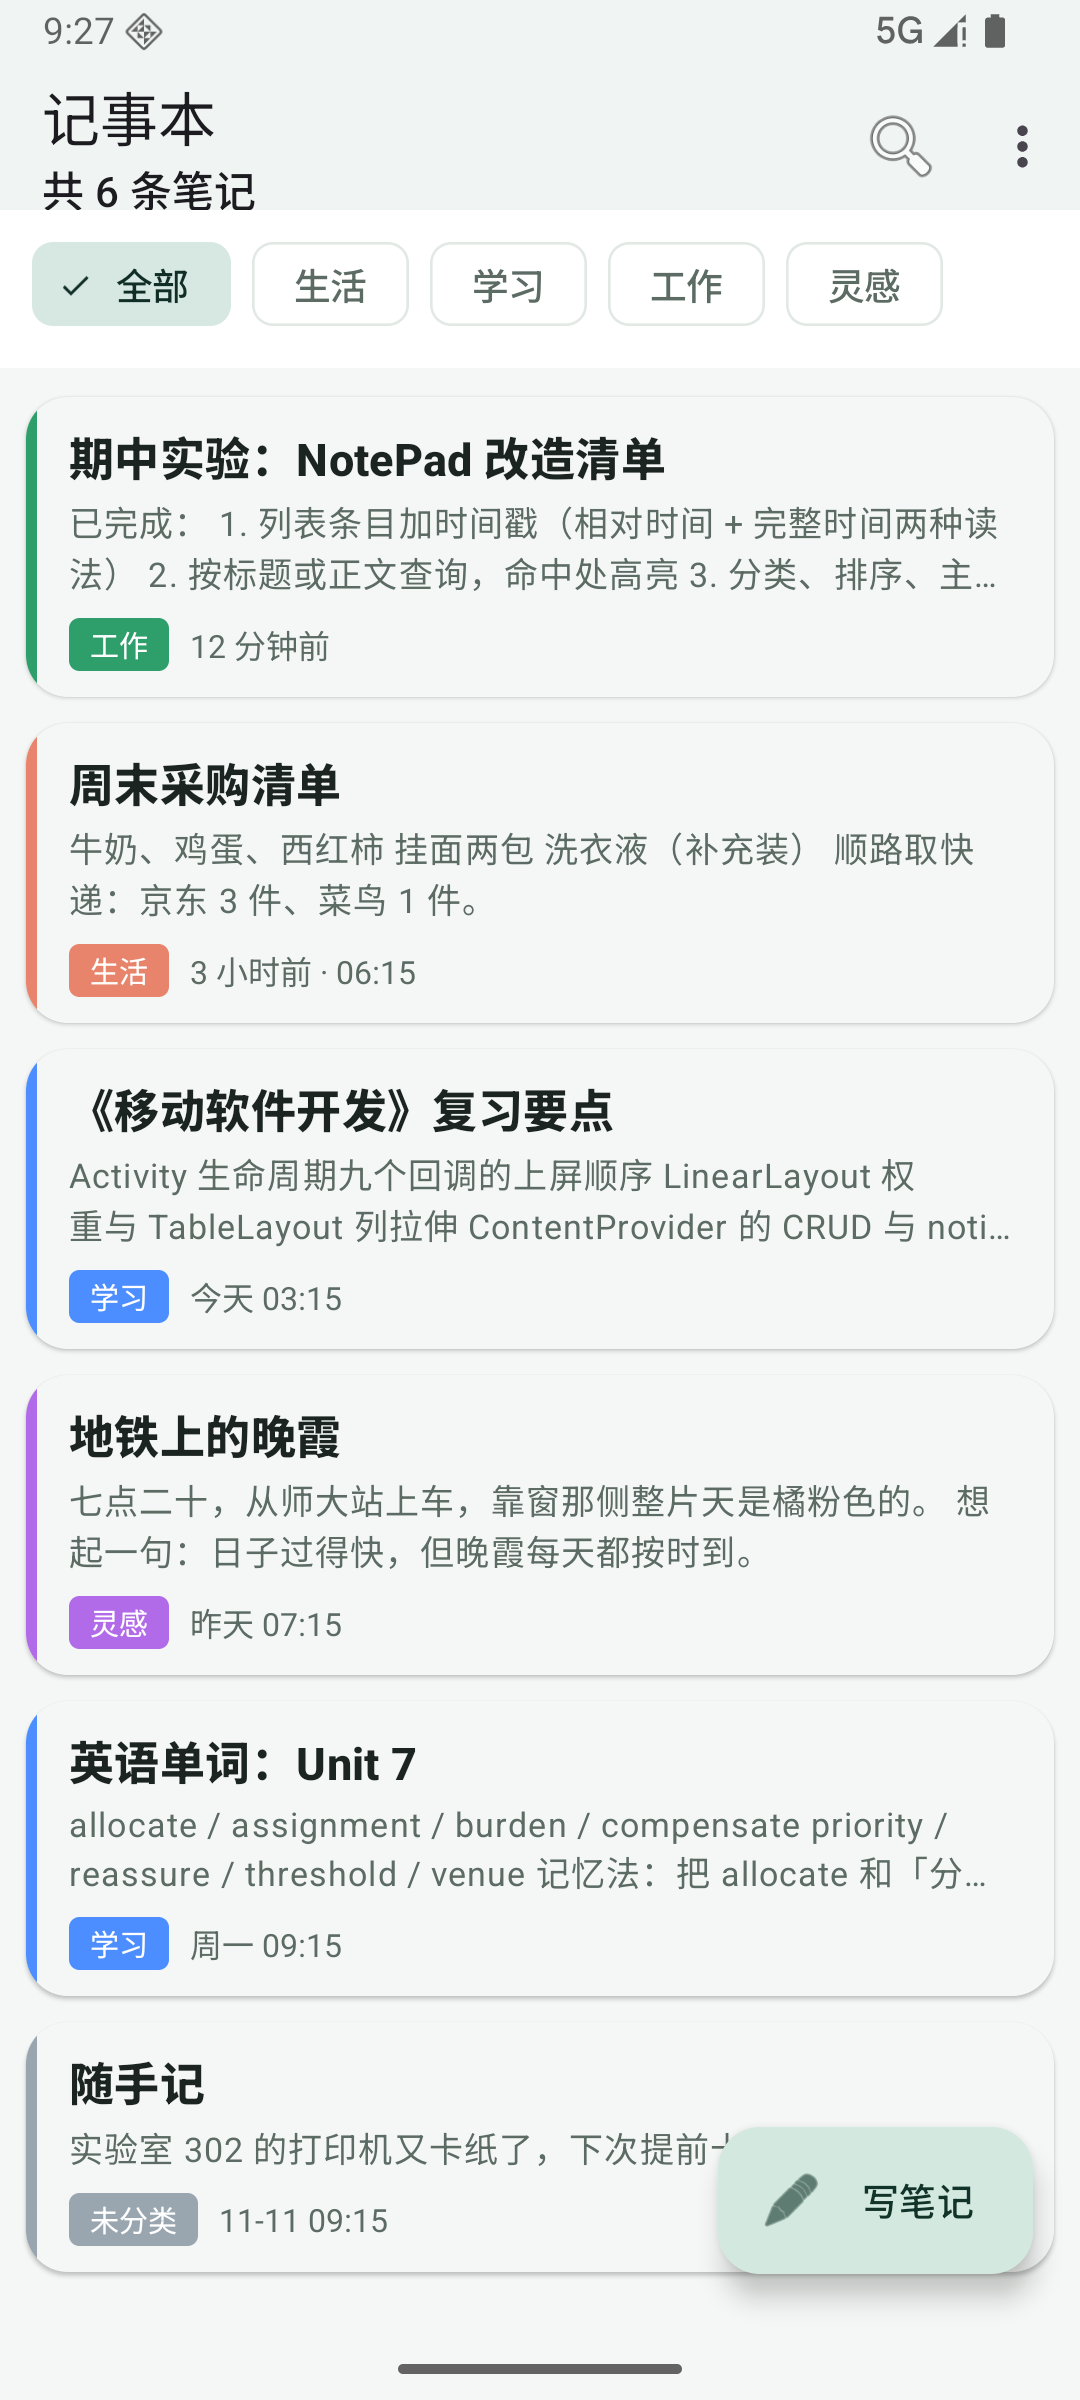 9:27
5G
记事本
共 6 条笔记
全部
生活
学习
工作
灵感
期中实验：NotePad 改造清单
已完成： 1. 列表条目加时间戳（相对时间 + 完整时间两种读
法） 2. 按标题或正文查询，命中处高亮 3. 分类、排序、主…
工作
12 分钟前
周末采购清单
牛奶、鸡蛋、西红柿 挂面两包 洗衣液（补充装） 顺路取快
递：京东 3 件、菜鸟 1 件。
生活
3 小时前 · 06:15
《移动软件开发》复习要点
Activity 生命周期九个回调的上屏顺序 LinearLayout 权
重与 TableLayout 列拉伸 ContentProvider 的 CRUD 与 noti…
学习
今天 03:15
地铁上的晚霞
七点二十，从师大站上车，靠窗那侧整片天是橘粉色的。 想
起一句：日子过得快，但晚霞每天都按时到。
灵感
昨天 07:15
英语单词：Unit 7
allocate / assignment / burden / compensate priority /
reassure / threshold / venue 记忆法：把 allocate 和「分…
学习
周一 09:15
随手记
实验室 302 的打印机又卡纸了，下次提前
未分类
11-11 09:15
写笔记